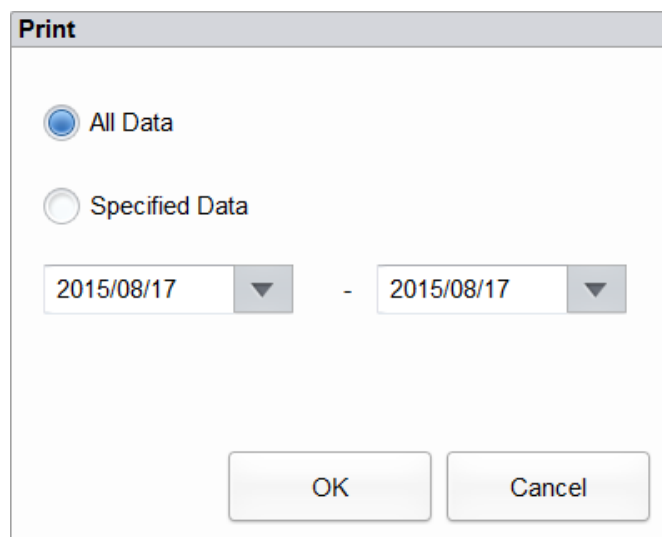 Print
All Data
Specified Data
2015/08/17 - 2015/08/17
OK Cancel